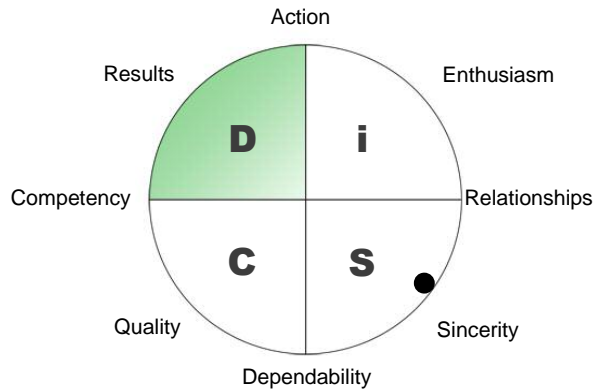 Action
Results
Enthusiasm
D
i
Competency
Relationships
C
S
Quality
Sincerity
Dependability